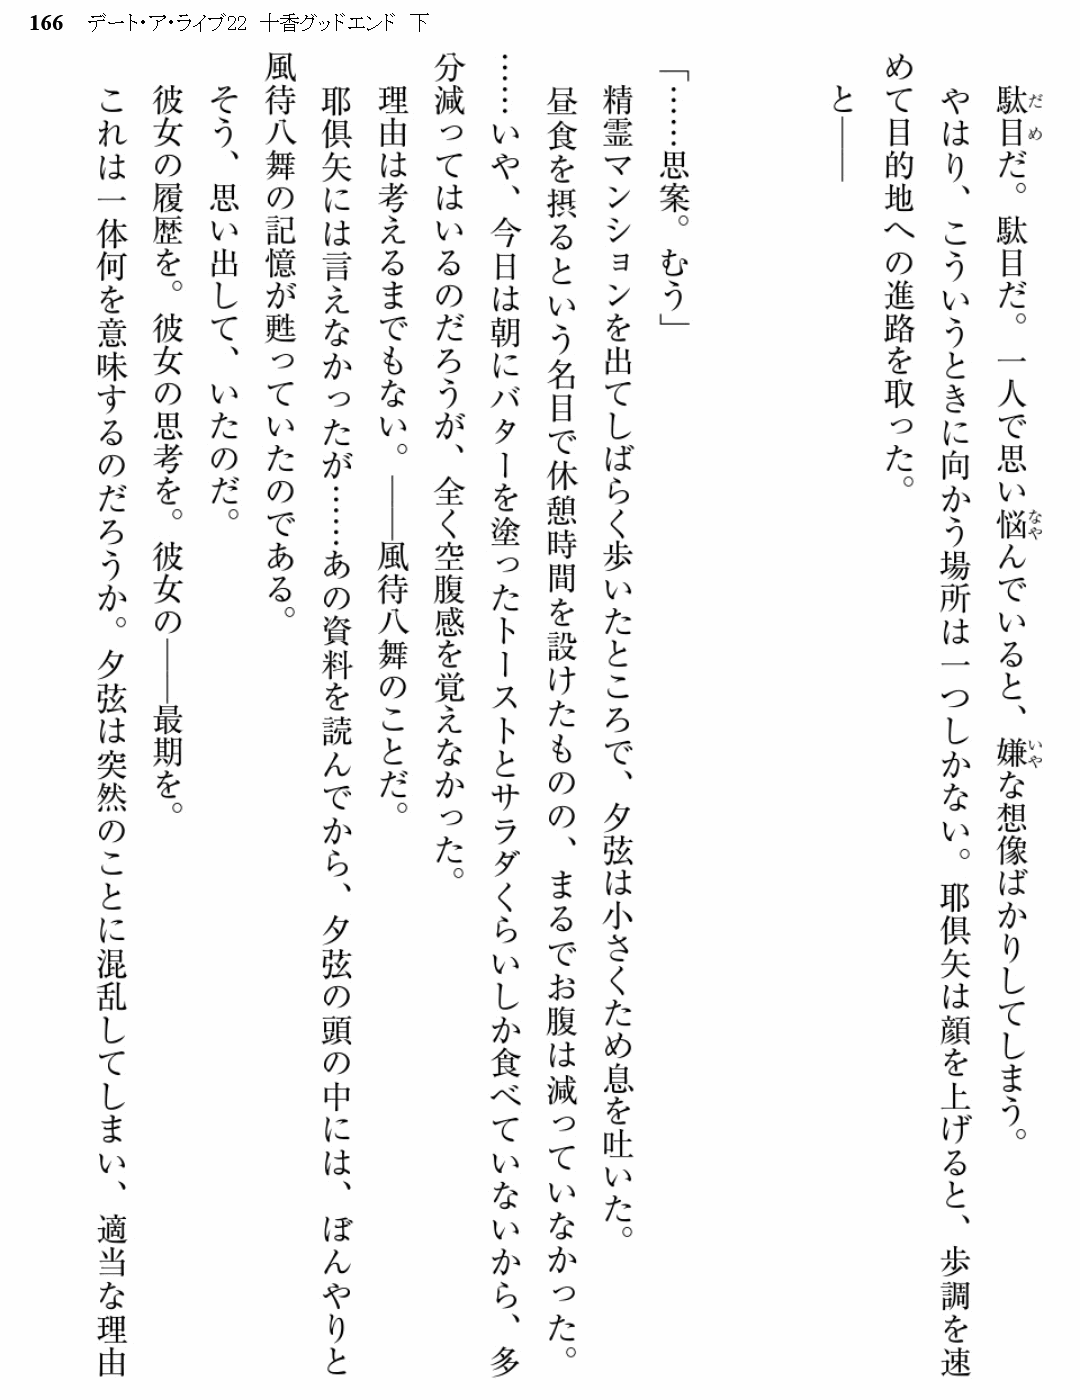 166 デート・ア・ライブ22 十香グッドエンド 下
駄目だ。駄目だ。一人で思い悩んでいると、嫌な想像ばかりしてしまう。
やはり、こういうときに向かう場所は一つしかない。耶倶矢は顔を上げると、歩調を速
めて目的地への進路を取った。
と――
「……思案。むう」
精霊マンションを出てしばらく歩いたところで、夕弦は小さくため息を吐いた。
昼食を摂るという名目で休憩時間を設けたものの、まるでお腹は減っていなかった。
……いや、今日は朝にバターを塗ったトーストとサラダくらいしか食べていないから、多
分減ってはいるのだろうが、全く空腹感を覚えなかった。
理由は考えるまでもない。――風待八舞のことだ。
耶倶矢には言えなかったが……あの資料を読んでから、夕弦の頭の中には、ぼんやりと
風待八舞の記憶が甦っていたのである。
そう、思い出して、いたのだ。
彼女の履歴を。彼女の思考を。彼女の――最期を。
これは一体何を意味するのだろうか。夕弦は突然のことに混乱してしまい、適当な理由